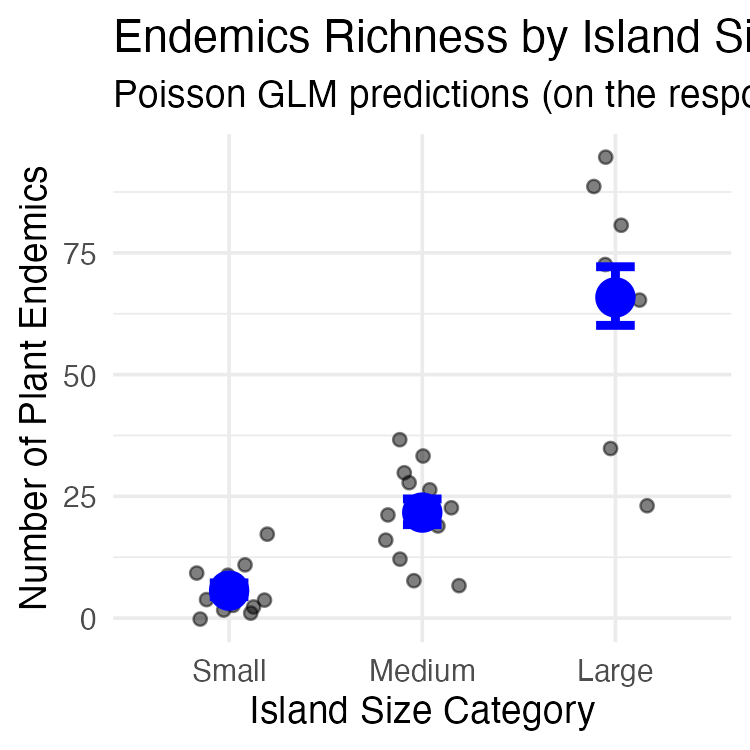 Endemics Richness by Island Si
Poisson GLM predictions (on the respo
Number of Plant Endemics
75
50
25
0
Small Medium Large
Island Size Category